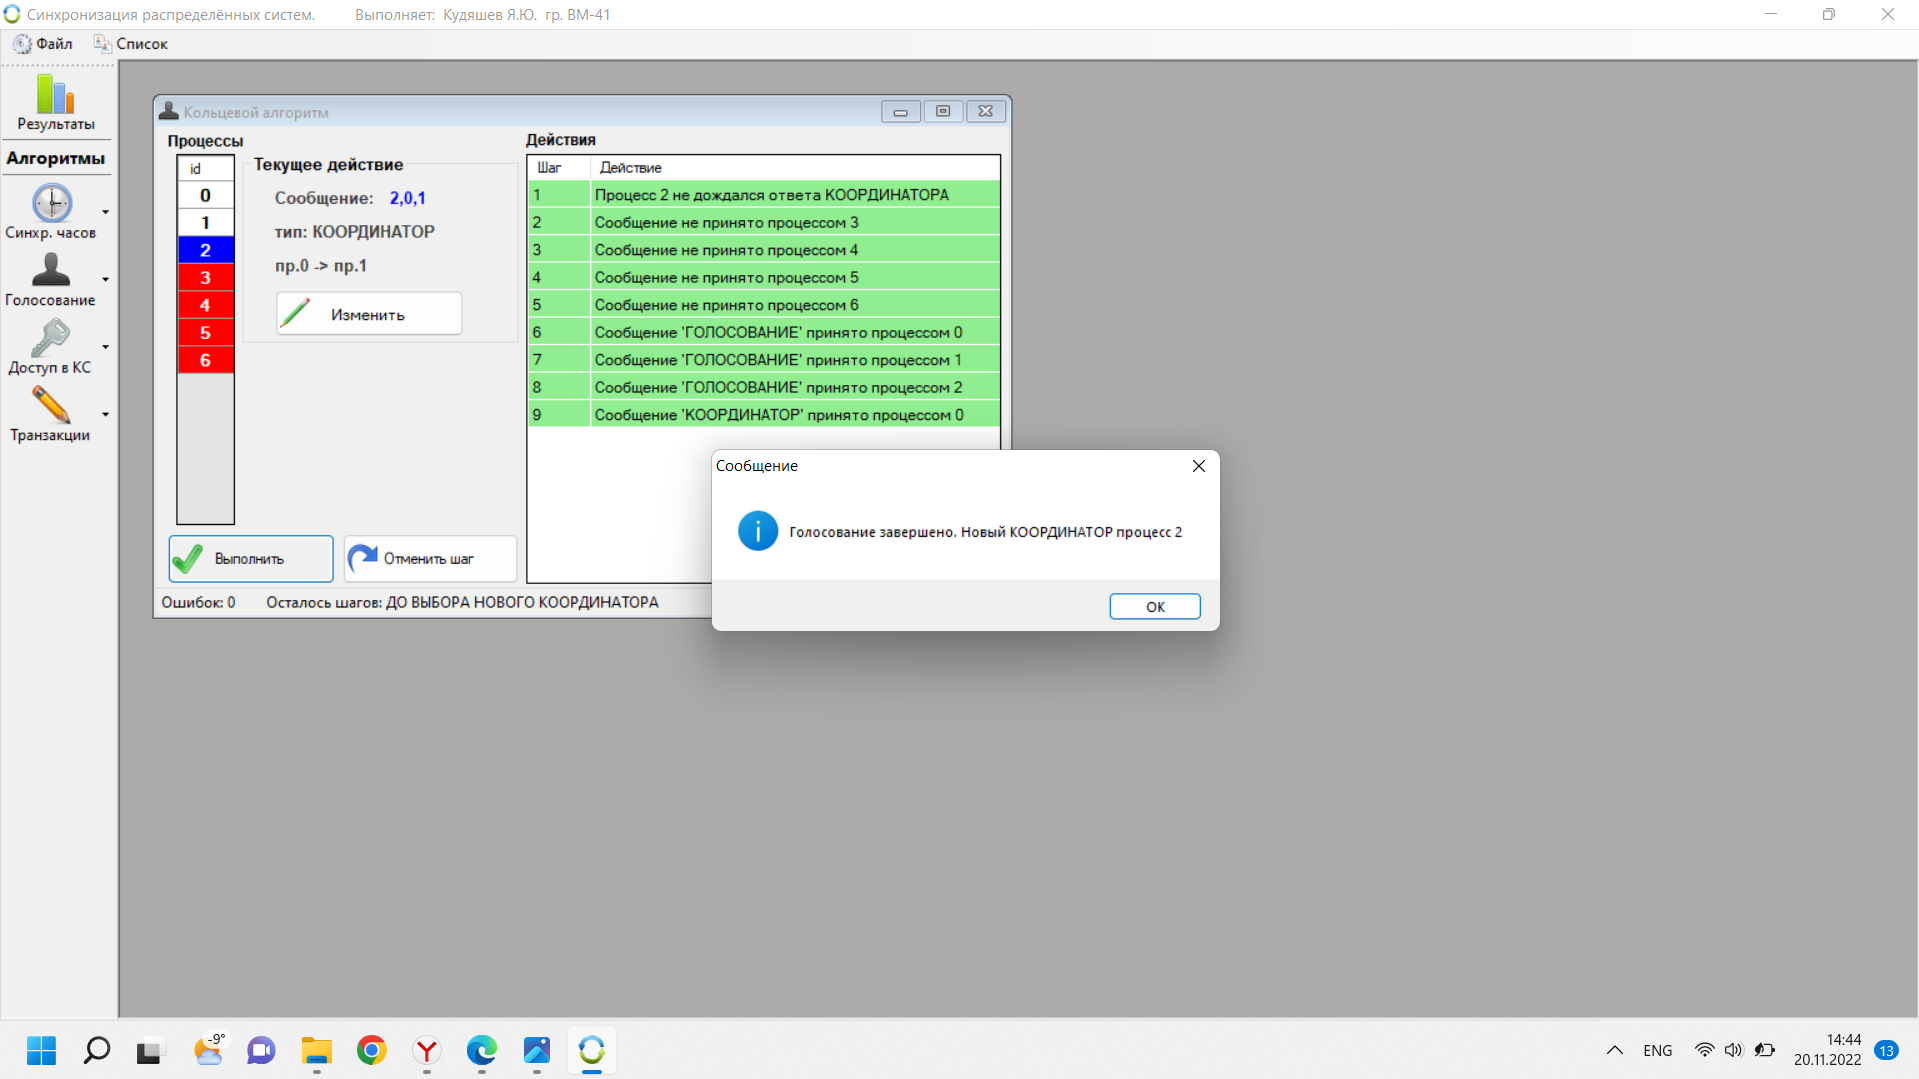 Синхронизация распределённых систем. Выполняет: Кудяшев Я.Ю. гр. ВМ-41
Файл Список
Результаты
Алгоритмы
Синхр. часов
Голосование
Доступ в КС
Транзакции
Кольцевой алгоритм
Процессы
id
0
1
2
3
4
5
6
Текущее действие
Сообщение: 2,0,1
тип: КООРДИНАТОР
пр.0 -> пр.1
Изменить
Действия
Шаг Действие
1 Процесс 2 не дождался ответа КООРДИНАТОРА
2 Сообщение не принято процессом 3
3 Сообщение не принято процессом 4
4 Сообщение не принято процессом 5
5 Сообщение не принято процессом 6
6 Сообщение 'ГОЛОСОВАНИЕ' принято процессом 0
7 Сообщение 'ГОЛОСОВАНИЕ' принято процессом 1
8 Сообщение 'ГОЛОСОВАНИЕ' принято процессом 2
9 Сообщение 'КООРДИНАТОР' принято процессом 0
Выполнить Отменить шаг
Ошибок: 0 Осталось шагов: ДО ВЫБОРА НОВОГО КООРДИНАТОРА
Сообщение
Голосование завершено. Новый КООРДИНАТОР процесс 2
OK
-9°
ENG
14:44
20.11.2022
13